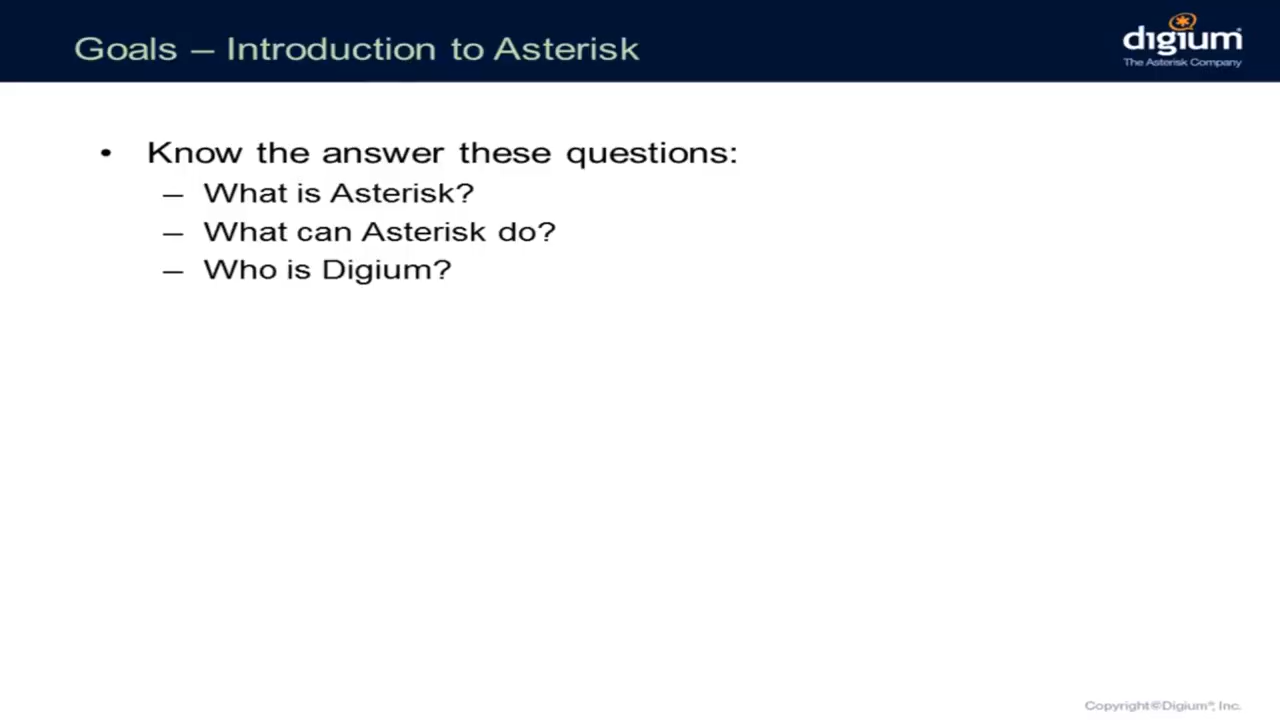 Goals – Introduction to Asterisk
digium
The Asterisk Company
• Know the answer these questions:
– What is Asterisk?
– What can Asterisk do?
– Who is Digium?
Copyright©Digium®, Inc.